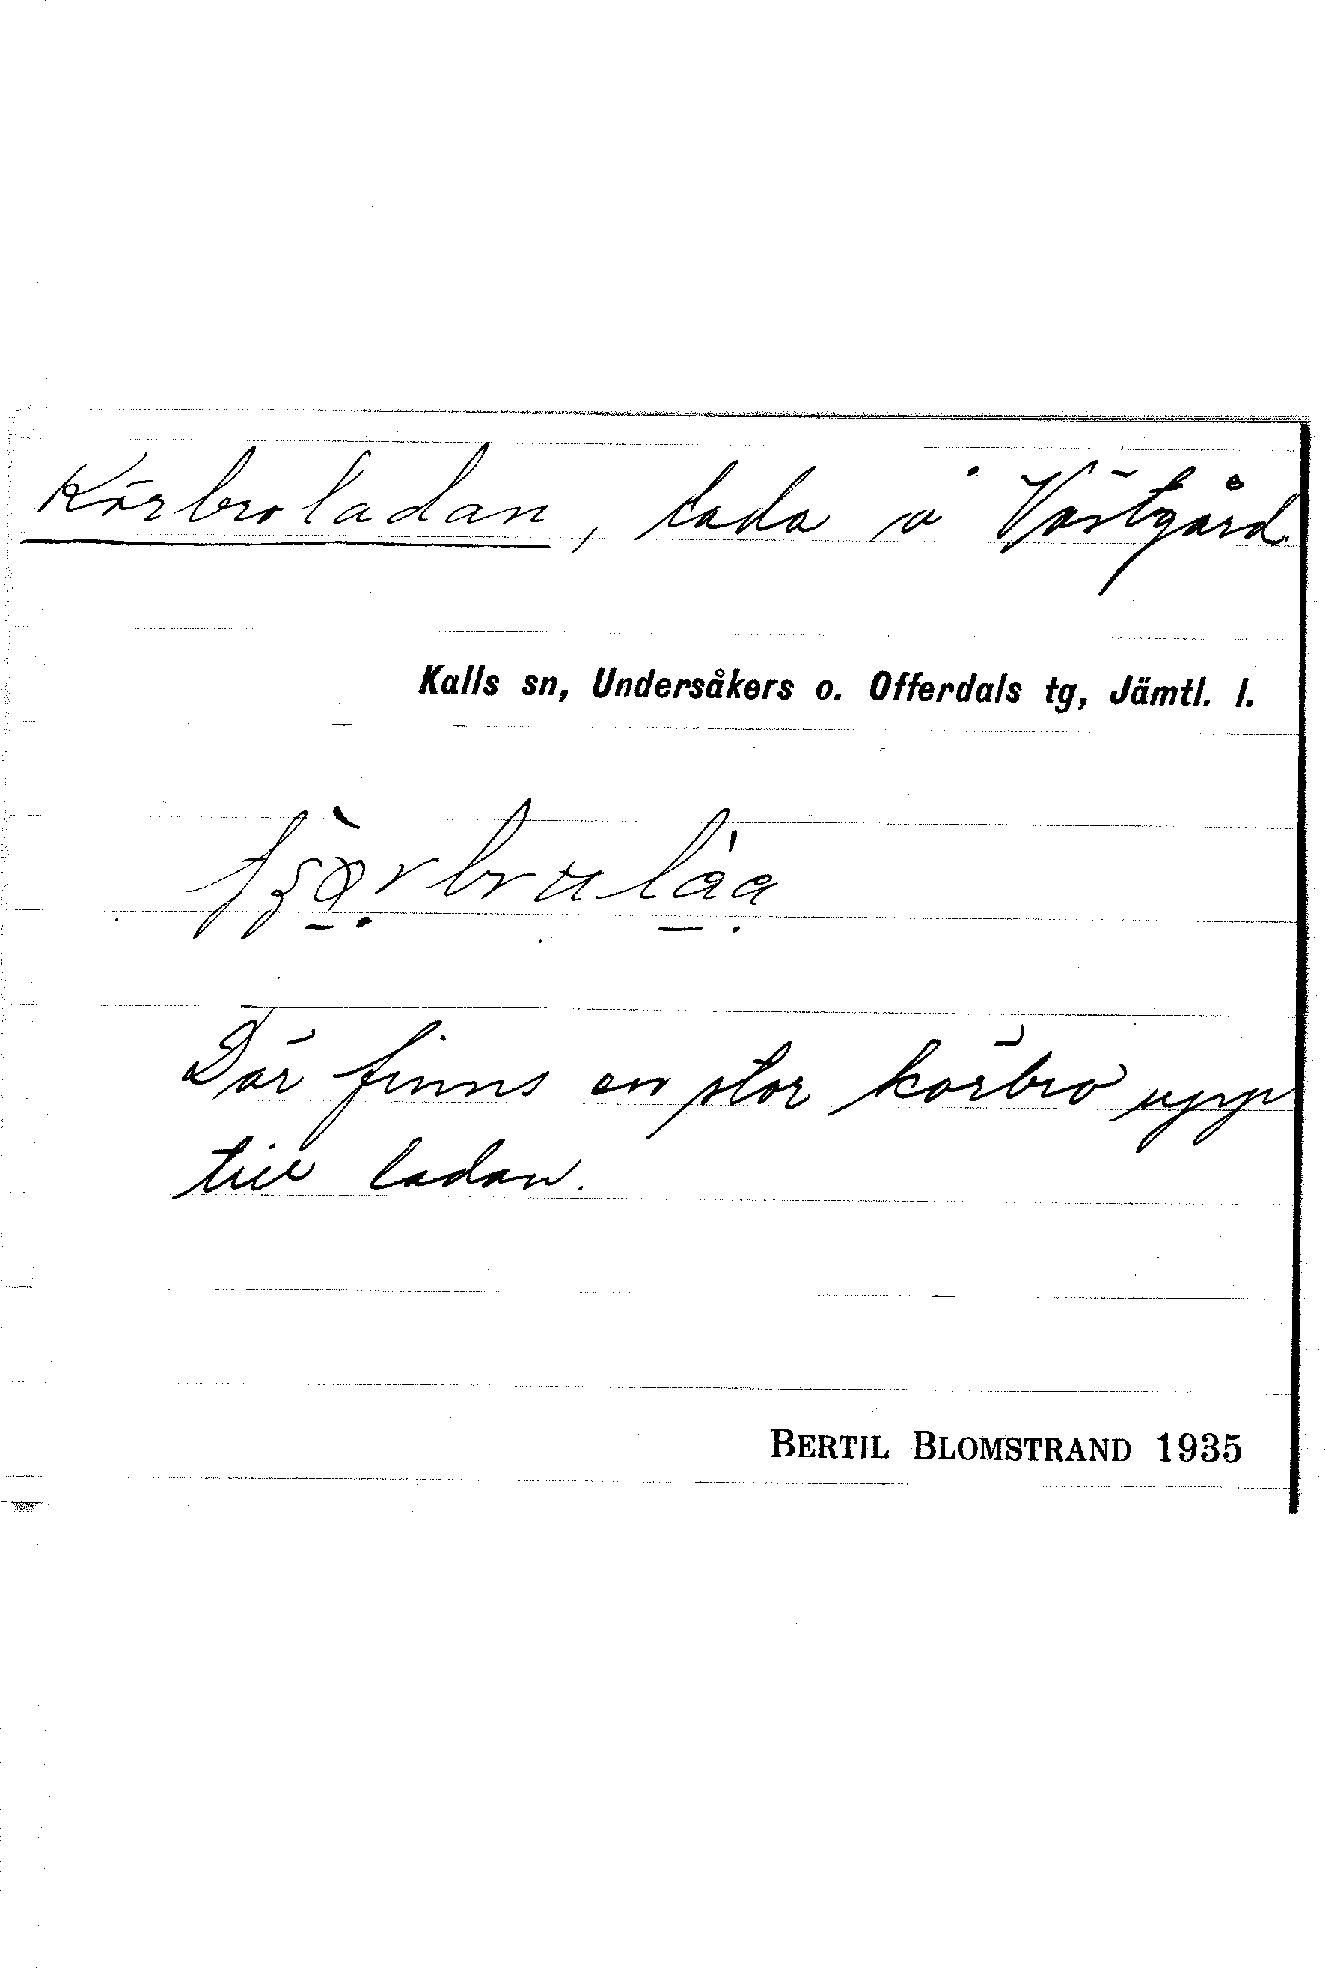 Körbroladan, lada i Västgård
Kalls sn, Undersåkers o. Offerdals tg, Jämtl. l.
Där finns en stor körbro upp
till ladan.
BERTIL BLOMSTRAND 1935